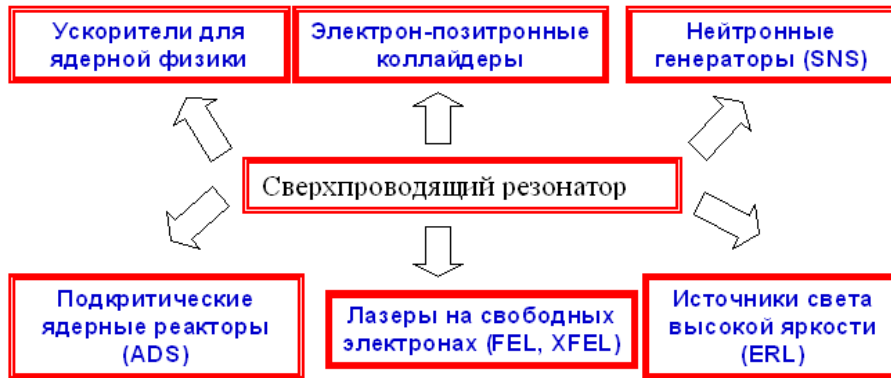 Ускорители для
ядерной физики
Электрон-позитронные
коллайдеры
Нейтронные
генераторы (SNS)
Сверхпроводящий резонатор
Подкритические
ядерные реакторы
(ADS)
Лазеры на свободных
электронах (FEL, XFEL)
Источники света
высокой яркости
(ERL)